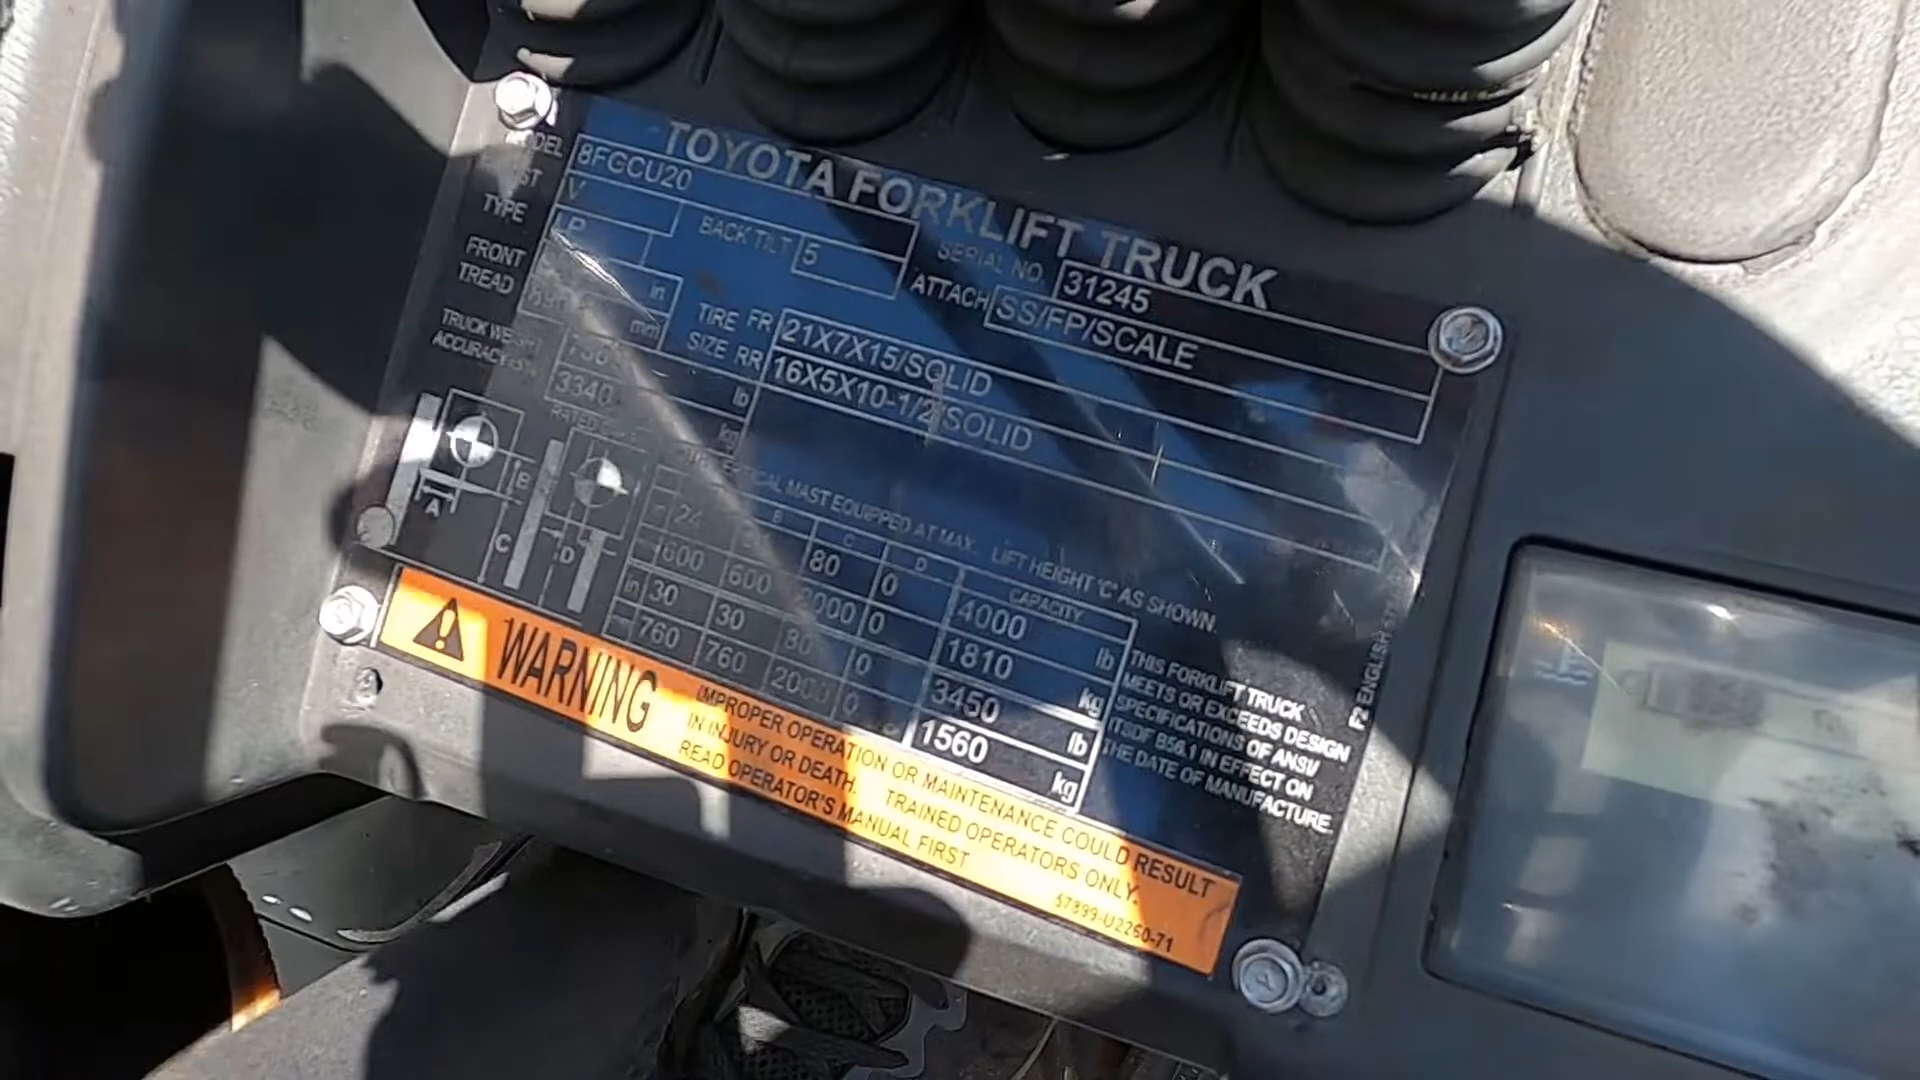 TOYOTA FORKLIFT TRUCK
MODEL 8FGCU20
SERIAL NO. 31245
V
BACK TILT 5
ATTACH SS/FP/SCALE
TYPE LP
FRONT TREAD
in
mm
TIRE SIZE
FR 21X7X15/SOLID
RR 16X5X10-1/2/SOLID
TRUCK WEIGHT
ACCURACY
lb
3340 kg
VERTICAL MAST EQUIPPED AT MAX. LIFT HEIGHT 'C' AS SHOWN.
B C D CAPACITY
24 80 0 4000 lb
600 600 2000 0 1810 kg
in 30 30 80 0 3450 lb
760 760 2000 0 1560 kg
A
B
C
D
THIS FORKLIFT TRUCK
MEETS OR EXCEEDS DESIGN
SPECIFICATIONS OF ANSI/
ITSDF B56.1 IN EFFECT ON
THE DATE OF MANUFACTURE.
ENGLISH
WARNING
IMPROPER OPERATION OR MAINTENANCE COULD RESULT
IN INJURY OR DEATH. TRAINED OPERATORS ONLY.
READ OPERATOR'S MANUAL FIRST
57899-U2260-71